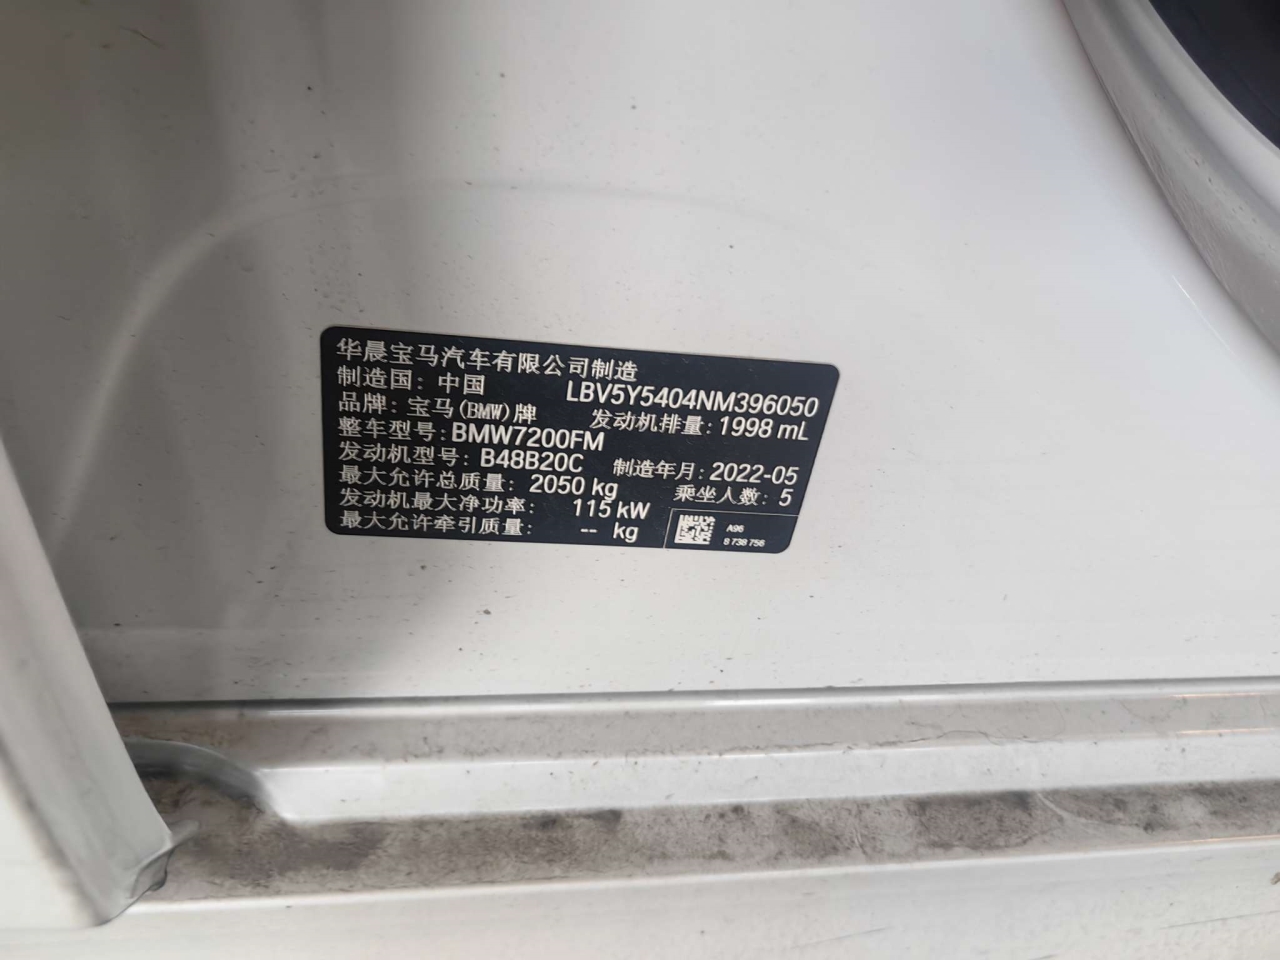 华晨宝马汽车有限公司制造
制造国: 中国 LBV5Y5404NM396050
品牌: 宝马(BMW)牌 发动机排量: 1998 mL
整车型号: BMW7200FM
发动机型号: B48B20C 制造年月: 2022-05
最大允许总质量: 2050 kg 乘坐人数: 5
发动机最大净功率: 115 kW
最大允许牵引质量: -- kg
A96
8 738 756